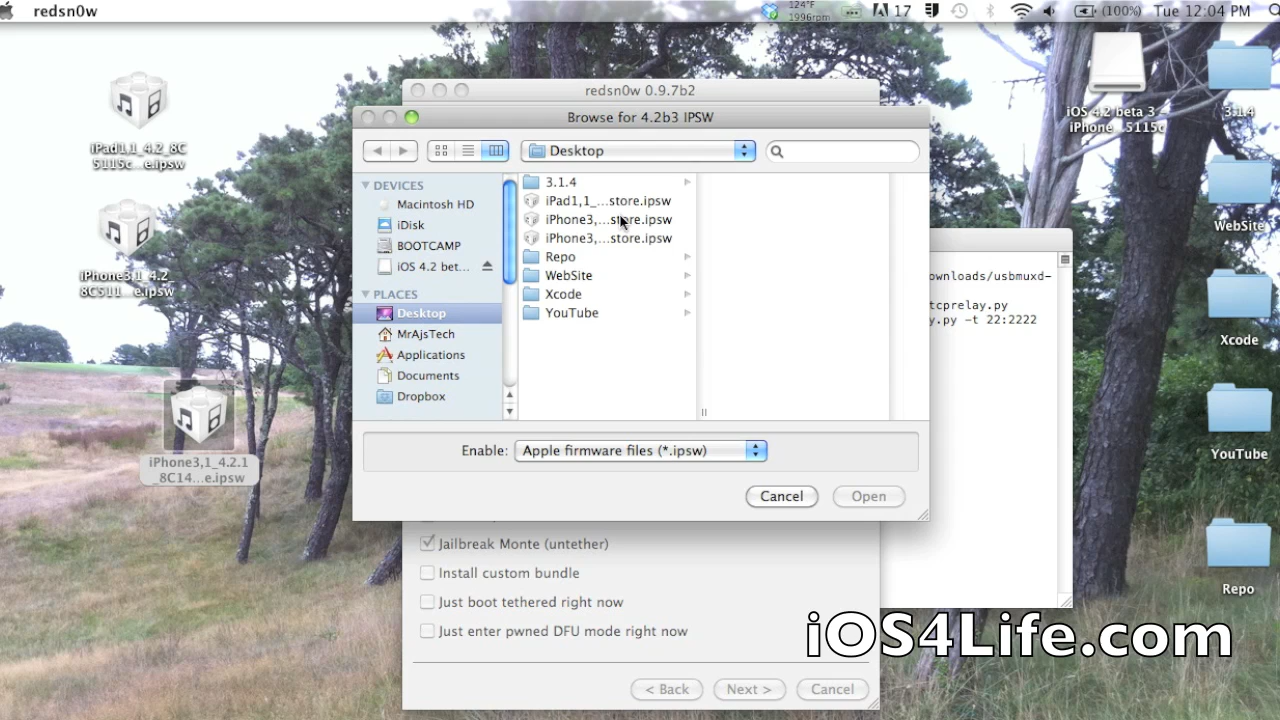 redsn0w
124°F
1996rpm
17
(100%)
Tue 12:04 PM
iPad1,1_4.2_8C
5115c...e.ipsw
iPhone3,1_4.2
_8C511...e.ipsw
iPhone3,1_4.2.1
_8C14...e.ipsw
redsn0w 0.9.7b2
Browse for 4.2b3 IPSW
Desktop
DEVICES
Macintosh HD
iDisk
BOOTCAMP
iOS 4.2 bet...
PLACES
Desktop
MrAjsTech
Applications
Documents
Dropbox
3.1.4
iPad1,1_...store.ipsw
iPhone3,...store.ipsw
iPhone3,...store.ipsw
Repo
WebSite
Xcode
YouTube
Enable: Apple firmware files (*.ipsw)
Cancel
Open
Jailbreak Monte (untether)
Install custom bundle
Just boot tethered right now
Just enter pwned DFU mode right now
< Back
Next >
Cancel
ownloads/usbmuxd-
tcprelay.py
y.py -t 22:2222
iOS 4.2 beta 3 –
iPhone ...5115c
3.1.4
WebSite
Xcode
YouTube
Repo
iOS4Life.com